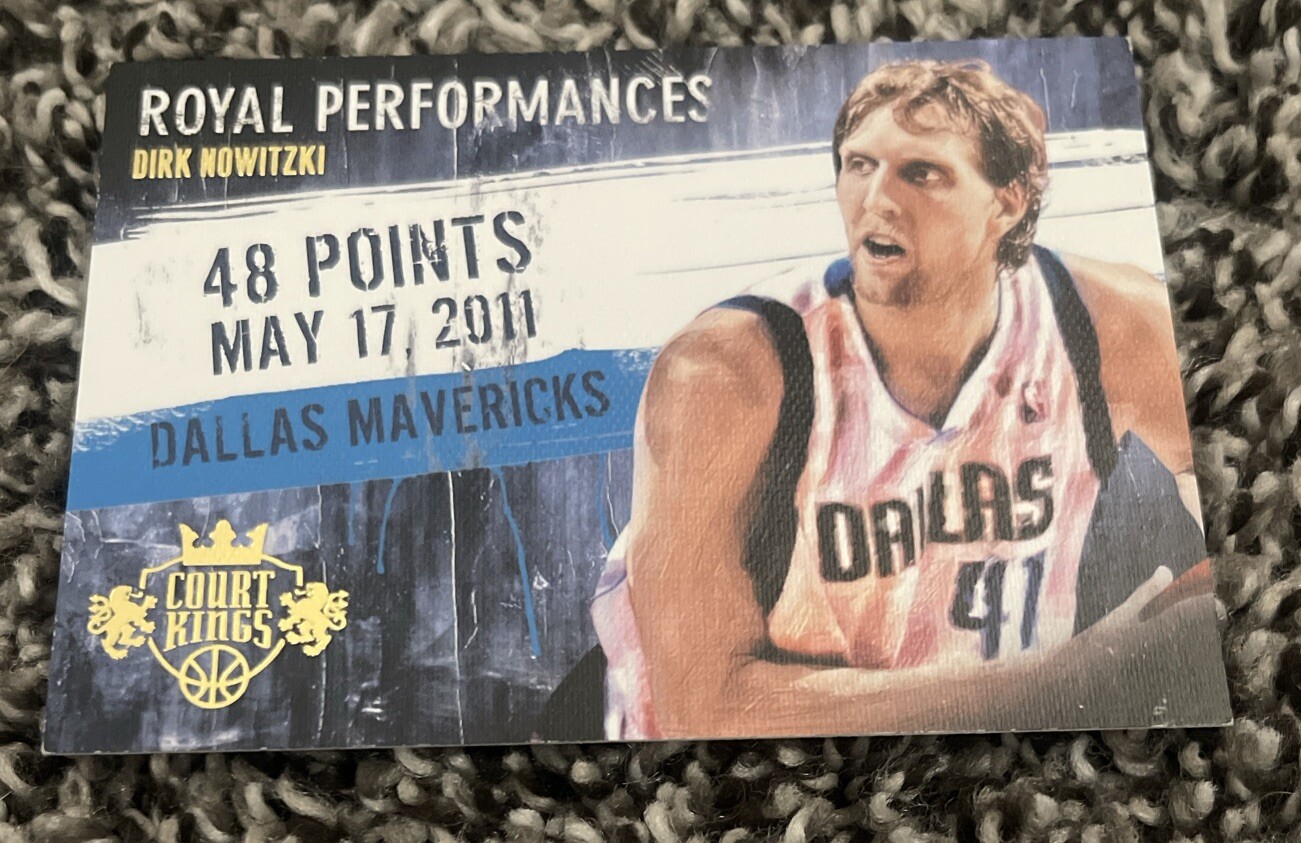 ROYAL PERFORMANCES
DIRK NOWITZKI
48 POINTS
MAY 17, 2011
DALLAS MAVERICKS
COURT
KINGS
DALLAS
41